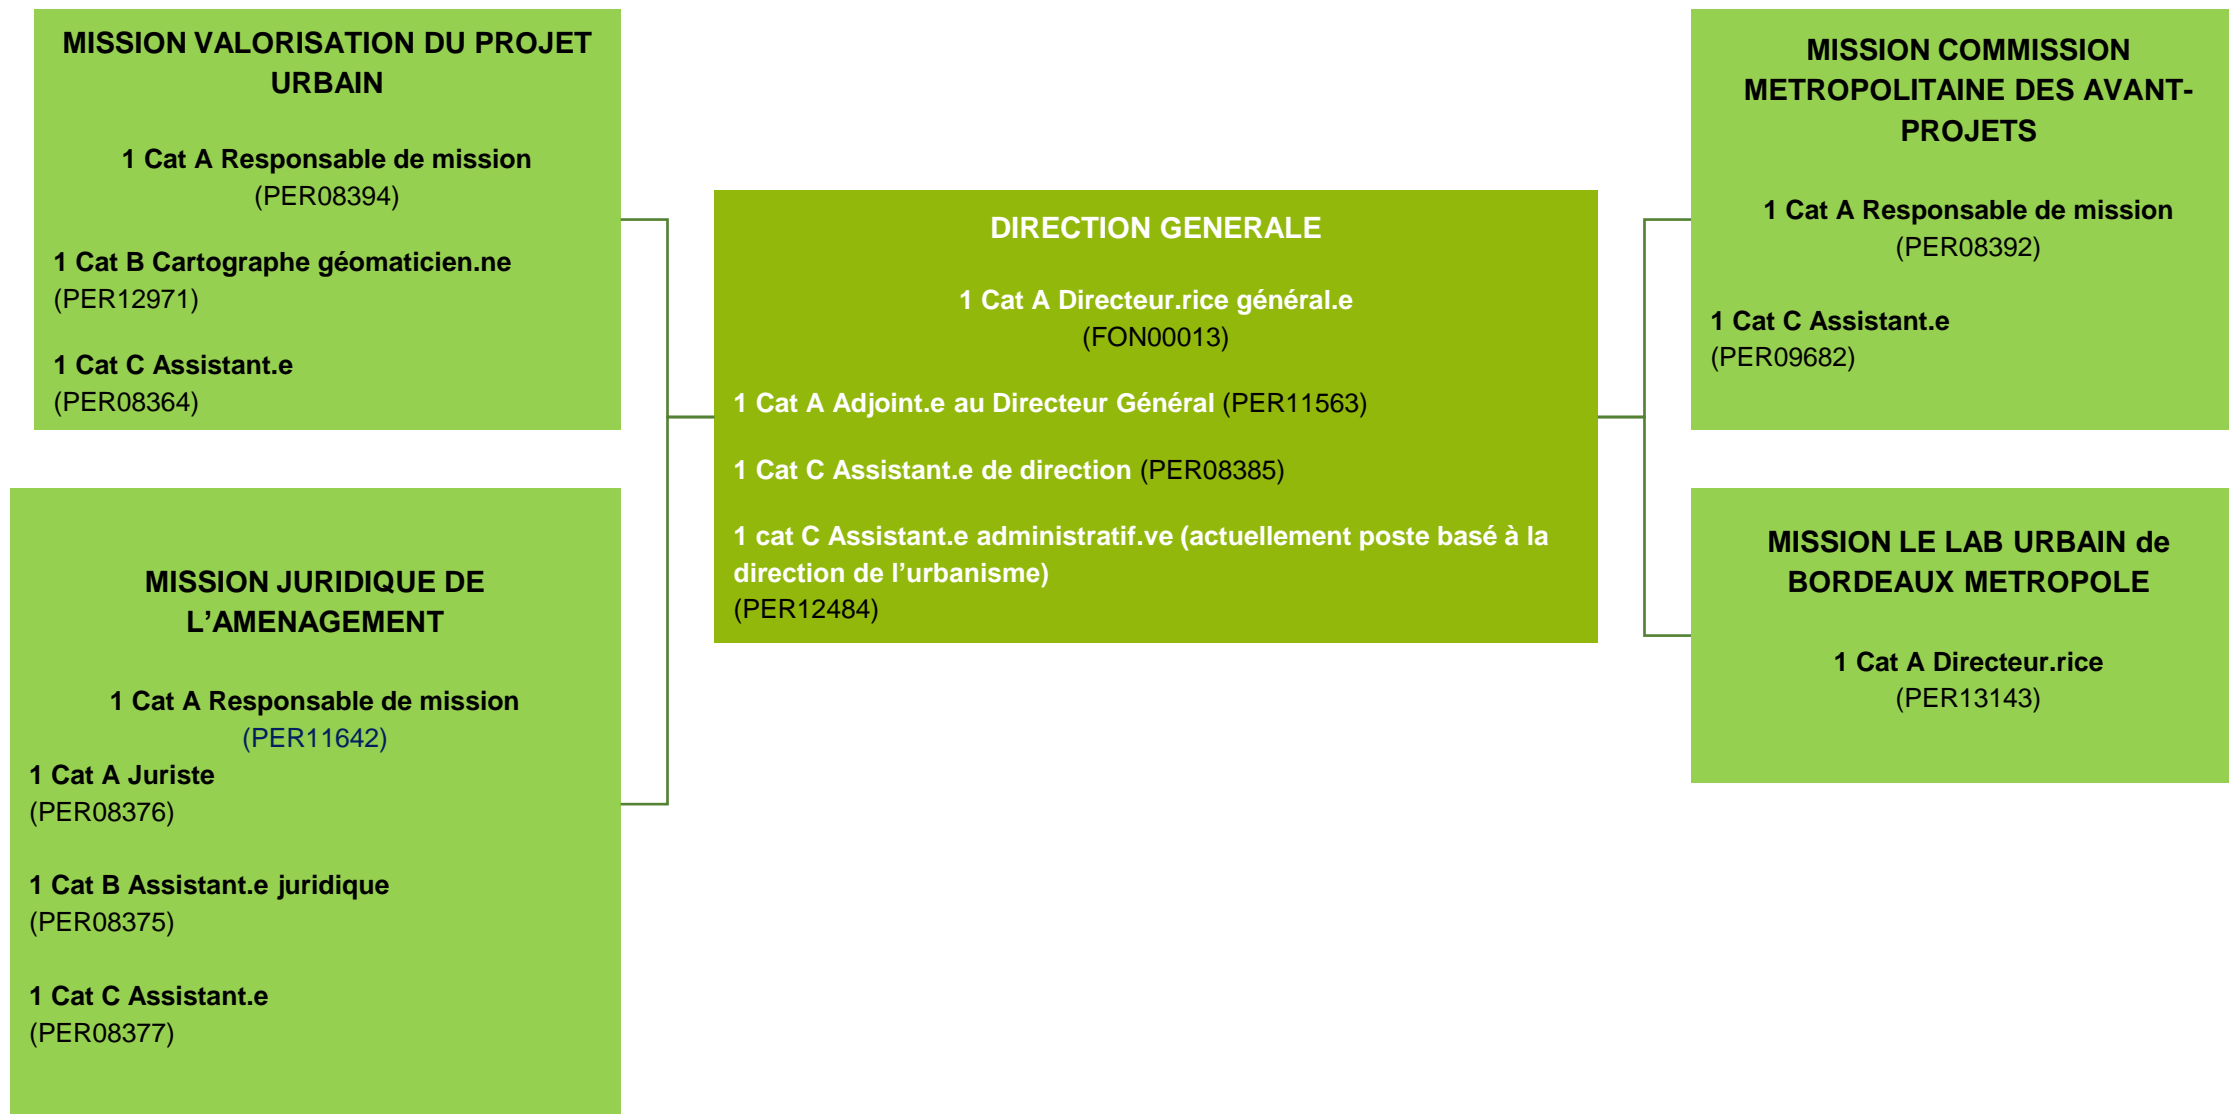 MISSION VALORISATION DU PROJET
URBAIN
1 Cat A Responsable de mission
(PER08394)
1 Cat B Cartographe géomaticien.ne
(PER12971)
1 Cat C Assistant.e
(PER08364)
MISSION JURIDIQUE DE
L’AMENAGEMENT
1 Cat A Responsable de mission
(PER11642)
1 Cat A Juriste
(PER08376)
1 Cat B Assistant.e juridique
(PER08375)
1 Cat C Assistant.e
(PER08377)
DIRECTION GENERALE
1 Cat A Directeur.rice général.e
(FON00013)
1 Cat A Adjoint.e au Directeur Général (PER11563)
1 Cat C Assistant.e de direction (PER08385)
1 cat C Assistant.e administratif.ve (actuellement poste basé à la
direction de l’urbanisme)
(PER12484)
MISSION COMMISSION
METROPOLITAINE DES AVANT-
PROJETS
1 Cat A Responsable de mission
(PER08392)
1 Cat C Assistant.e
(PER09682)
MISSION LE LAB URBAIN de
BORDEAUX METROPOLE
1 Cat A Directeur.rice
(PER13143)